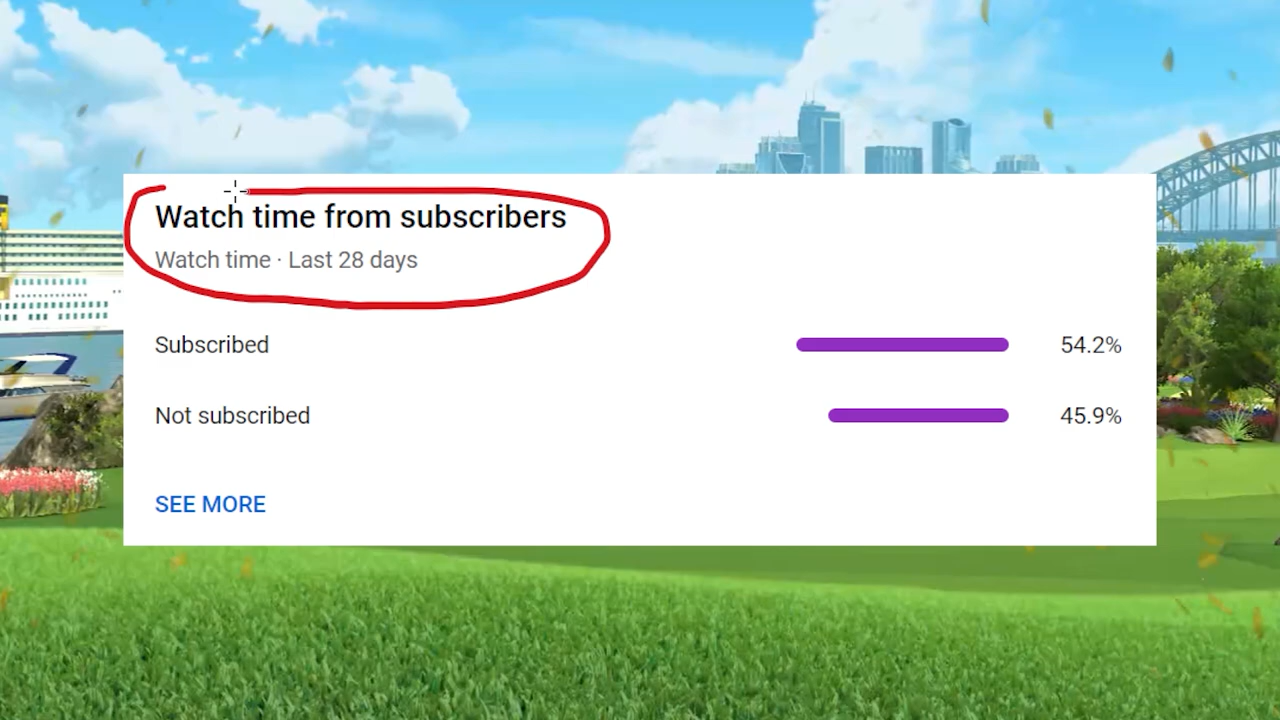 Watch time from subscribers
Watch time · Last 28 days
Subscribed 54.2%
Not subscribed 45.9%
SEE MORE